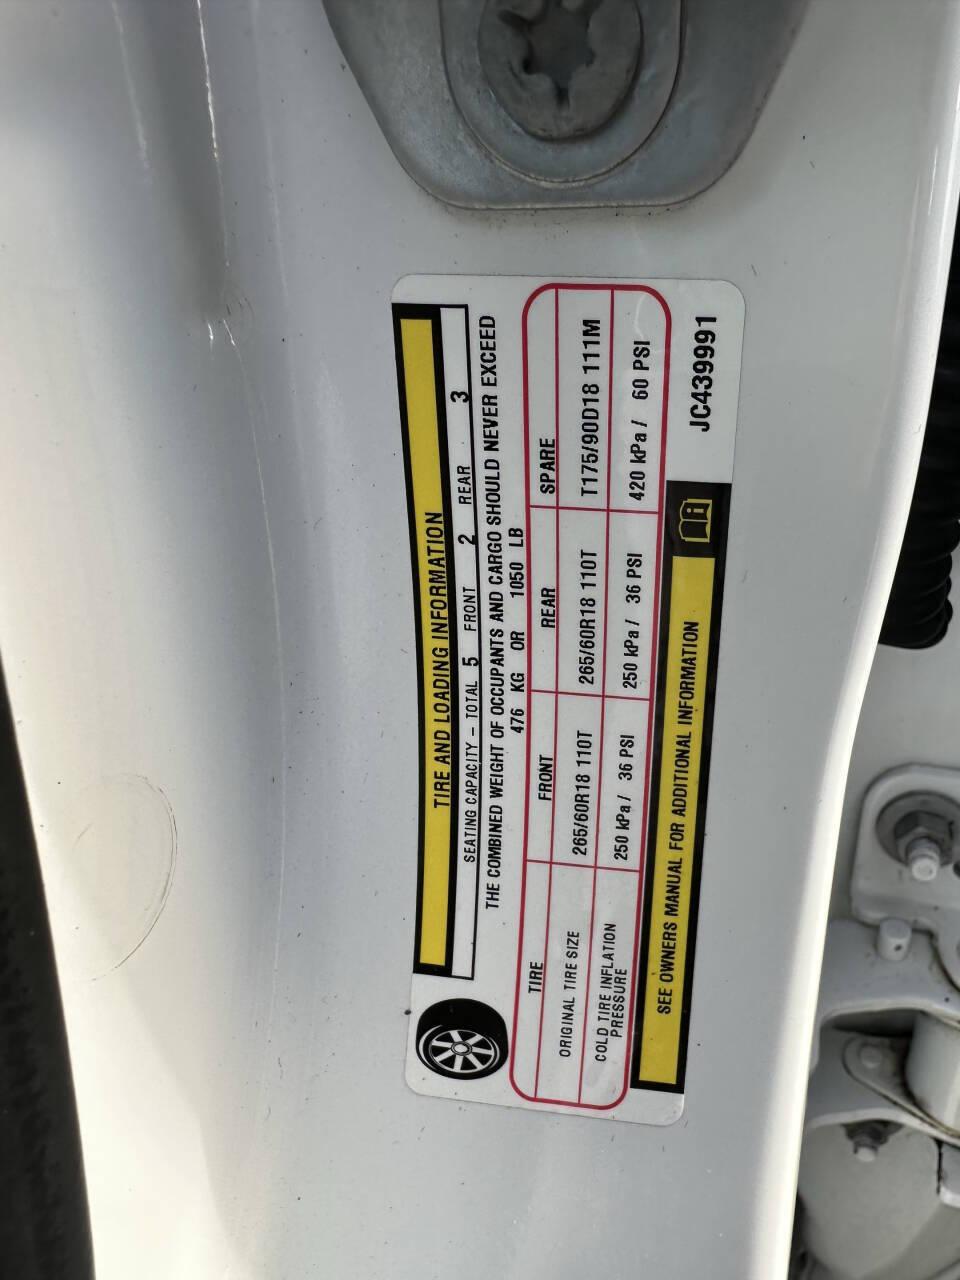 TIRE AND LOADING INFORMATION
SEATING CAPACITY – TOTAL 5 FRONT 2 REAR 3
THE COMBINED WEIGHT OF OCCUPANTS AND CARGO SHOULD NEVER EXCEED
476 KG OR 1050 LB
TIRE FRONT REAR SPARE
ORIGINAL TIRE SIZE 265/60R18 110T 265/60R18 110T T175/90D18 111M
COLD TIRE INFLATION PRESSURE 250 kPa / 36 PSI 250 kPa / 36 PSI 420 kPa / 60 PSI
SEE OWNERS MANUAL FOR ADDITIONAL INFORMATION
JC439991